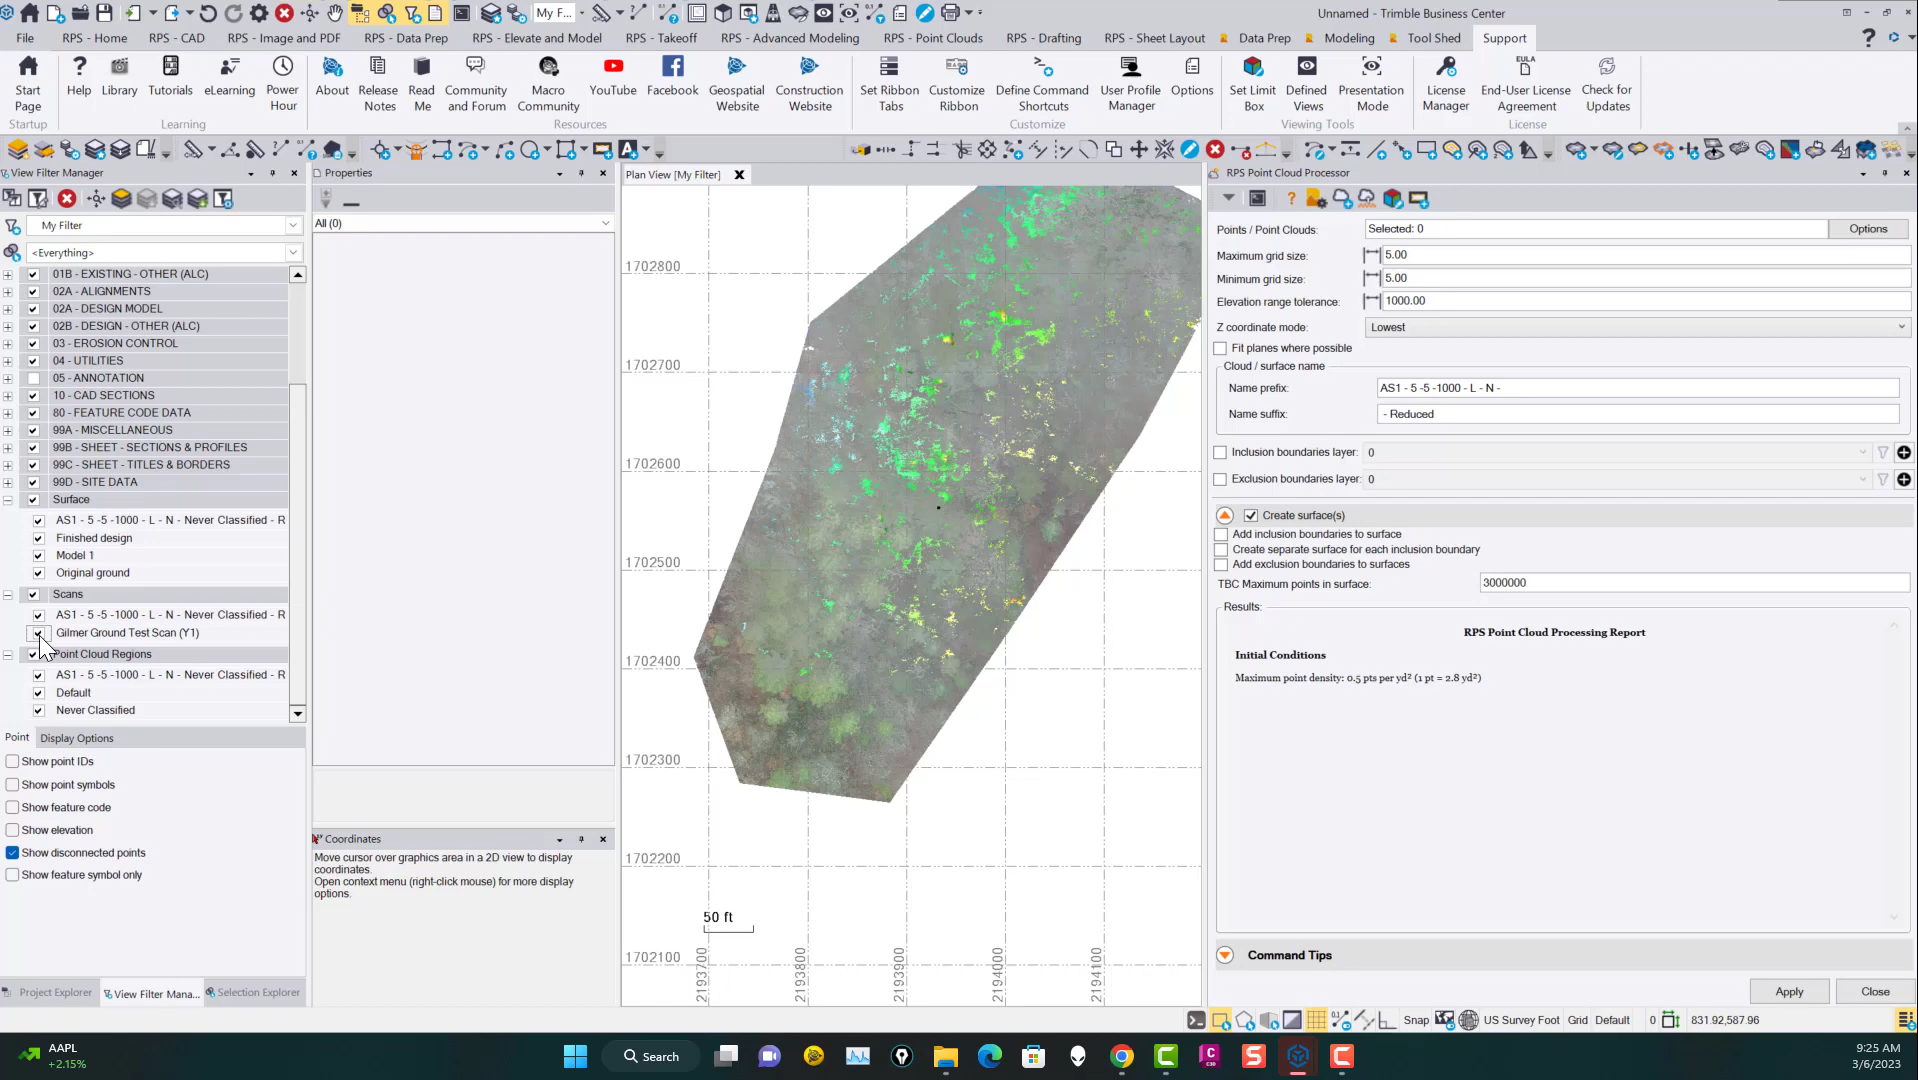 My F...
Unnamed - Trimble Business Center
File
RPS - Home
RPS - CAD
RPS - Image and PDF
RPS - Data Prep
RPS - Elevate and Model
RPS - Takeoff
RPS - Advanced Modeling
RPS - Point Clouds
RPS - Drafting
RPS - Sheet Layout
Data Prep
Modeling
Tool Shed
Support
Start Page
Help
Library
Tutorials
eLearning
Power Hour
About
Release Notes
Read Me
Community and Forum
Macro Community
YouTube
Facebook
Geospatial Website
Construction Website
Set Ribbon Tabs
Customize Ribbon
Define Command Shortcuts
User Profile Manager
Options
Set Limit Box
Defined Views
Presentation Mode
License Manager
EULA
End-User License Agreement
Check for Updates
Startup
Learning
Resources
Customize
Viewing Tools
License
View Filter Manager
My Filter
<Everything>
01B - EXISTING - OTHER (ALC)
02A - ALIGNMENTS
02A - DESIGN MODEL
02B - DESIGN - OTHER (ALC)
03 - EROSION CONTROL
04 - UTILITIES
05 - ANNOTATION
10 - CAD SECTIONS
80 - FEATURE CODE DATA
99A - MISCELLANEOUS
99B - SHEET - SECTIONS & PROFILES
99C - SHEET - TITLES & BORDERS
99D - SITE DATA
Surface
AS1 - 5 -5 -1000 - L - N - Never Classified - R
Finished design
Model 1
Original ground
Scans
AS1 - 5 -5 -1000 - L - N - Never Classified - R
Gilmer Ground Test Scan (Y1)
Point Cloud Regions
AS1 - 5 -5 -1000 - L - N - Never Classified - R
Default
Never Classified
Point
Display Options
Show point IDs
Show point symbols
Show feature code
Show elevation
Show disconnected points
Show feature symbol only
Project Explorer
View Filter Mana...
Selection Explorer
Properties
All (0)
Coordinates
Move cursor over graphics area in a 2D view to display
coordinates.
Open context menu (right-click mouse) for more display
options.
Plan View [My Filter]
1702800
1702700
1702600
1702500
1702400
1702300
1702200
1702100
50 ft
2193700
2193800
2193900
2194000
2194100
RPS Point Cloud Processor
Points / Point Clouds:
Selected: 0
Options
Maximum grid size:
5.00
Minimum grid size:
5.00
Elevation range tolerance:
1000.00
Z coordinate mode:
Lowest
Fit planes where possible
Cloud / surface name
Name prefix:
AS1 - 5 -5 -1000 - L - N -
Name suffix:
- Reduced
Inclusion boundaries layer:
0
Exclusion boundaries layer:
0
Create surface(s)
Add inclusion boundaries to surface
Create separate surface for each inclusion boundary
Add exclusion boundaries to surfaces
TBC Maximum points in surface:
3000000
Results:
RPS Point Cloud Processing Report
Initial Conditions
Maximum point density: 0.5 pts per yd² (1 pt = 2.8 yd²)
Command Tips
Apply
Close
Snap
US Survey Foot
Grid
Default
0
831.92,587.96
AAPL
+2.15%
Search
9:25 AM
3/6/2023